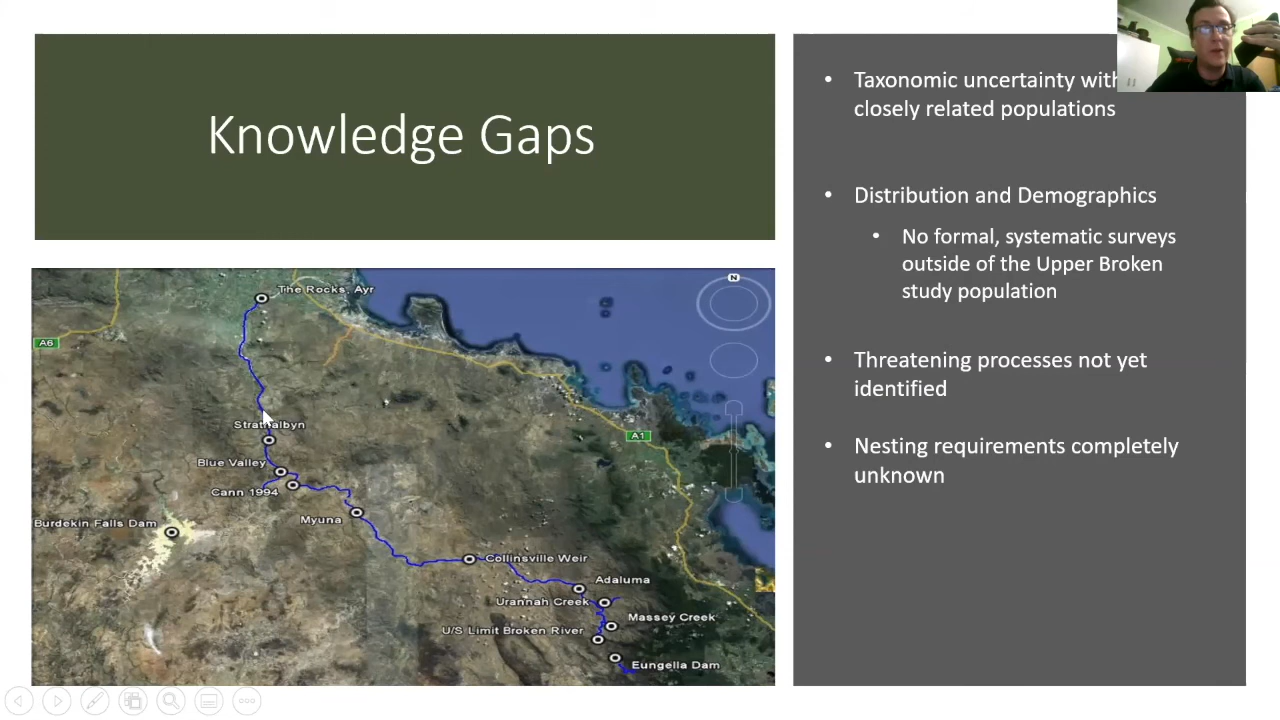 Knowledge Gaps
Taxonomic uncertainty with
closely related populations
Distribution and Demographics
No formal, systematic surveys
outside of the Upper Broken
study population
Threatening processes not yet
identified
Nesting requirements completely
unknown
N
The Rocks, Ayr
A6
Strathalbyn
A1
Blue Valley
Cann 1994
Myuna
Burdekin Falls Dam
Collinsville Weir
Adaluma
Urannah Creek
Massey Creek
U/S Limit Broken River
Eungella Dam